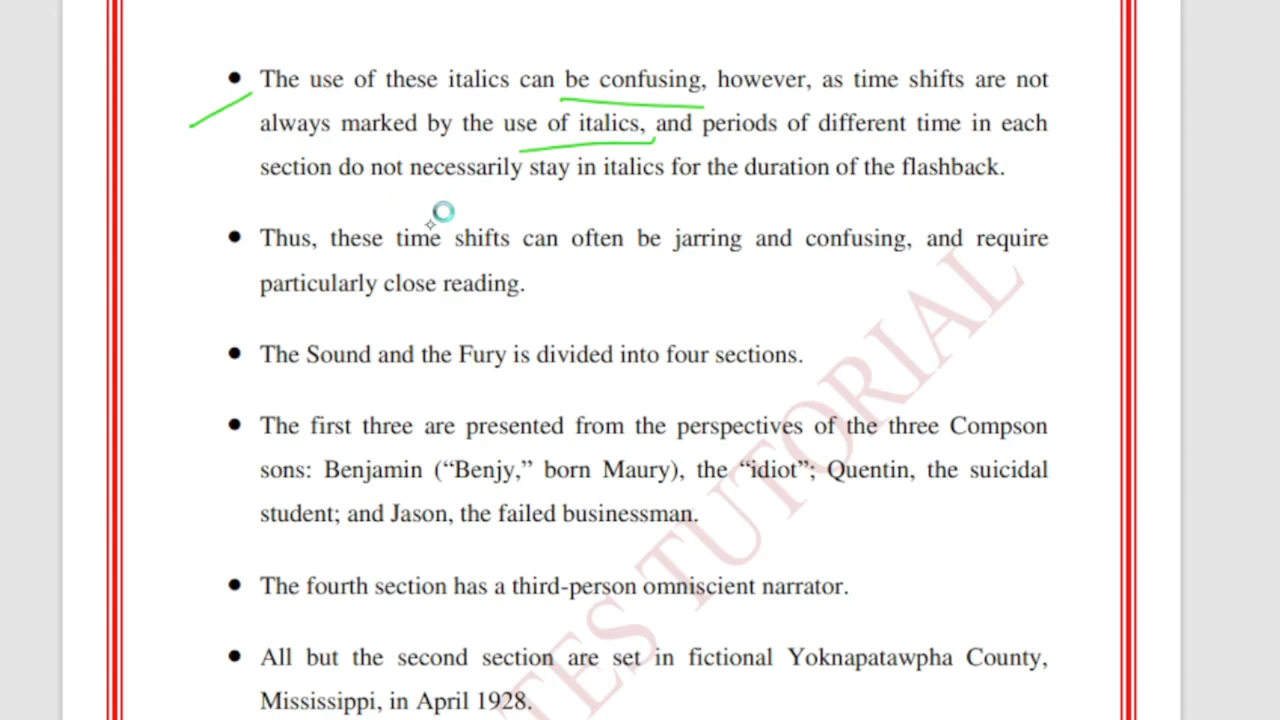 • The use of these italics can be confusing, however, as time shifts are not
always marked by the use of italics, and periods of different time in each
section do not necessarily stay in italics for the duration of the flashback.
• Thus, these time shifts can often be jarring and confusing, and require
particularly close reading.
• The Sound and the Fury is divided into four sections.
• The first three are presented from the perspectives of the three Compson
sons: Benjamin (“Benjy,” born Maury), the “idiot”; Quentin, the suicidal
student; and Jason, the failed businessman.
• The fourth section has a third-person omniscient narrator.
• All but the second section are set in fictional Yoknapatawpha County,
Mississippi, in April 1928.
TES TUTORIAL